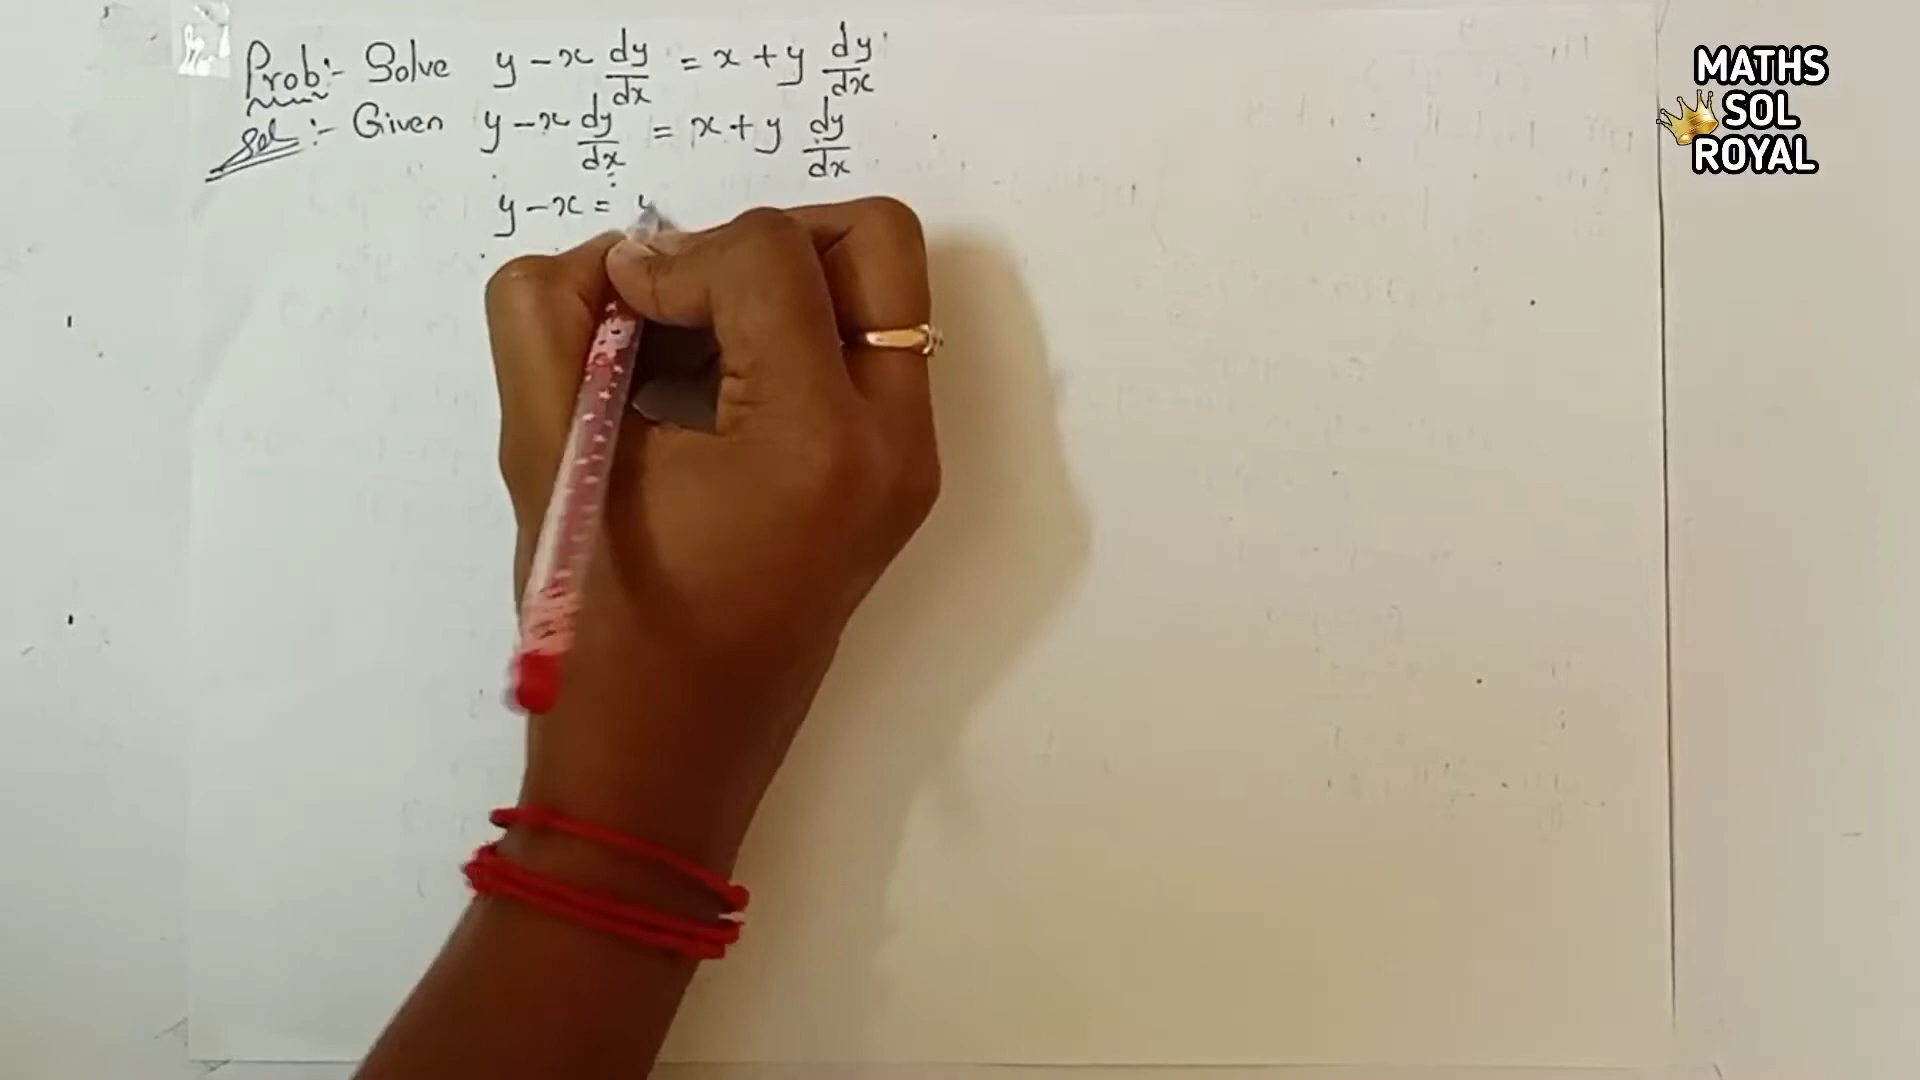 Prob:- Solve y - x dy/dx = x + y dy/dx
Sol:- Given y - x dy/dx = x + y dy/dx
y - x = y
MATHS
SOL
ROYAL